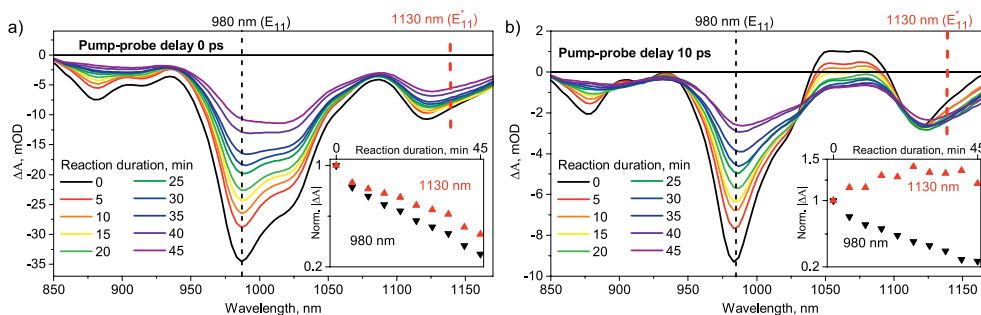 a)
980 nm (E11)
1130 nm (E*11)
Pump-probe delay 0 ps
ΔA, mOD
0
-5
-10
-15
-20
-25
-30
-35
Reaction duration, min
0 25
5 30
10 35
15 40
20 45
Reaction duration, min
0 45
Norm. |ΔA|
1
0.2
1130 nm
980 nm
850 900 950 1000 1050 1100 1150
Wavelength, nm
b)
980 nm (E11)
1130 nm (E*11)
Pump-probe delay 10 ps
ΔA, mOD
2
0
-2
-4
-6
-8
-10
Reaction duration, min
0 25
5 30
10 35
15 40
20 45
Reaction duration, min
0 45
Norm. |ΔA|
1.5
1
0.2
1130 nm
980 nm
850 900 950 1000 1050 1100 1150
Wavelength, nm